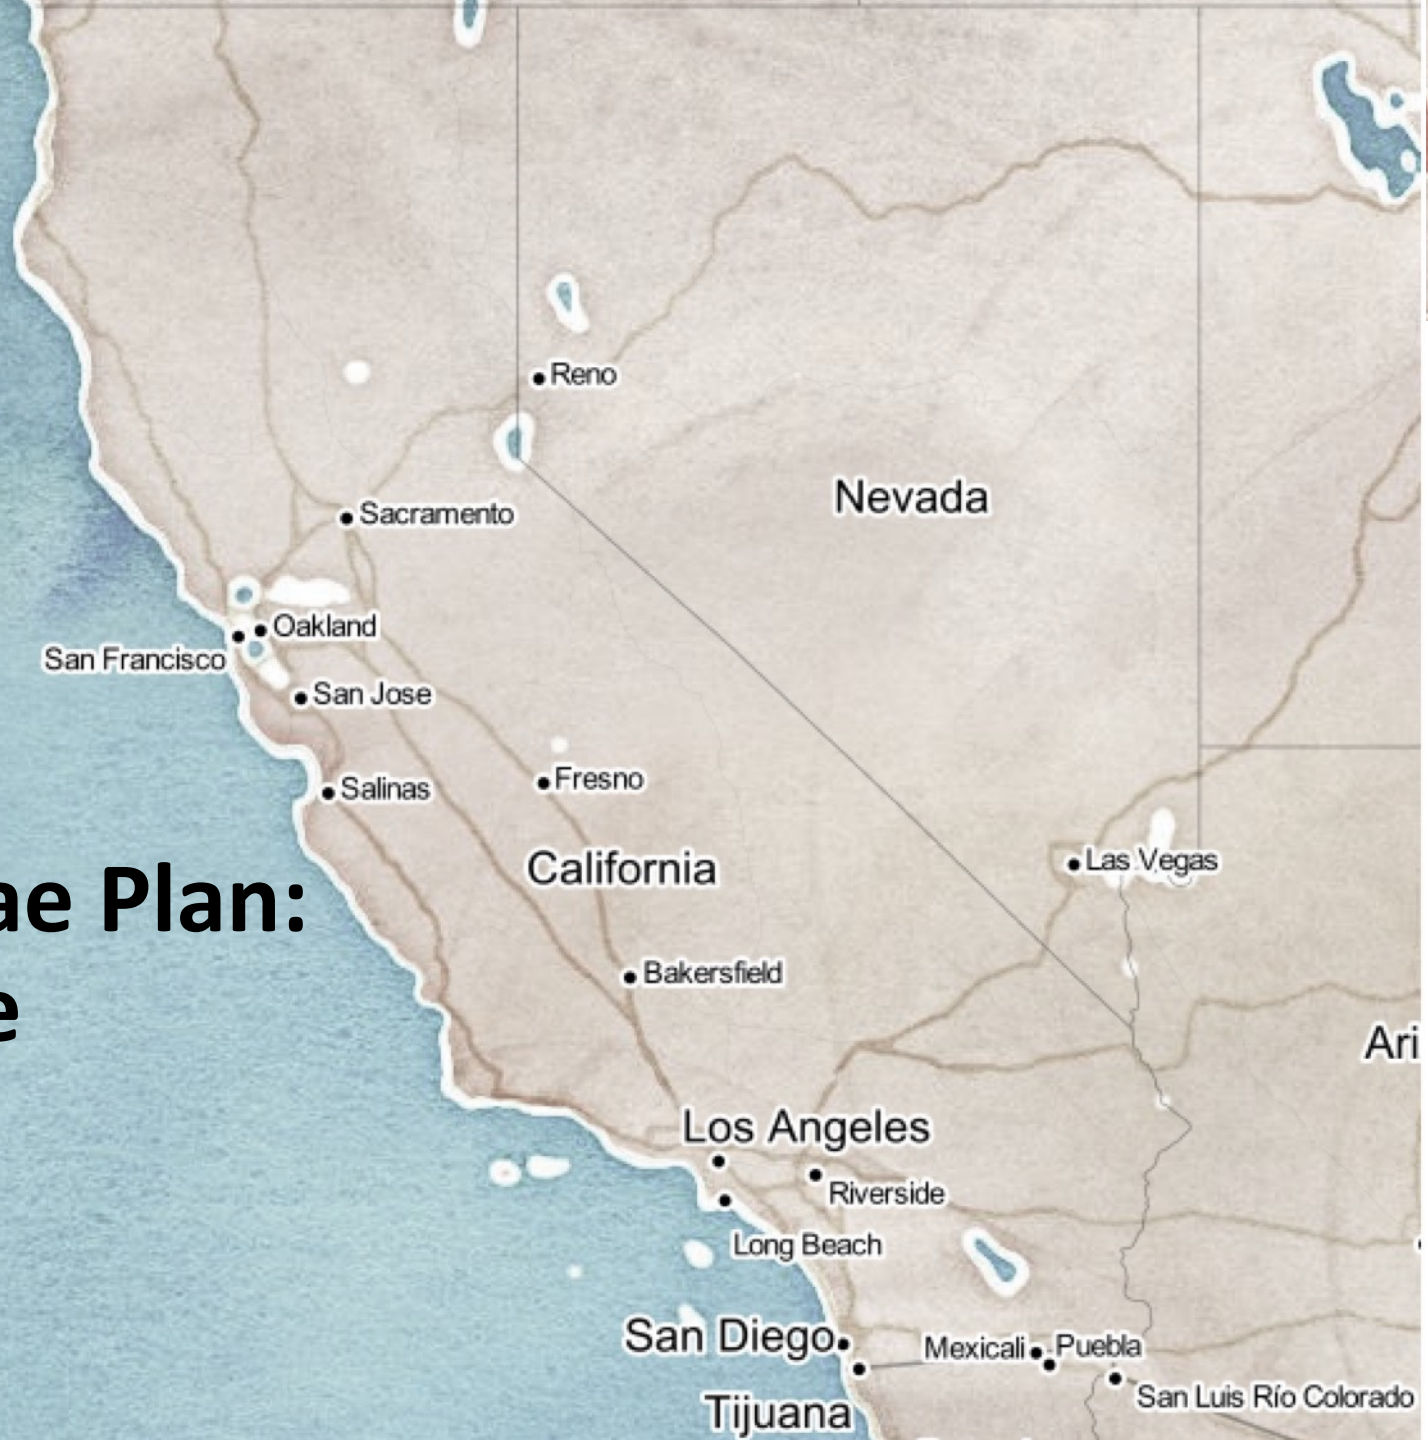 Reno
Nevada
Sacramento
Oakland
San Francisco
San Jose
Fresno
Salinas
Las Vegas
California
ae Plan:
Bakersfield
e
Ari
Los Angeles
Riverside
Long Beach
San Diego
Mexicali
Puebla
San Luis Río Colorado
Tijuana